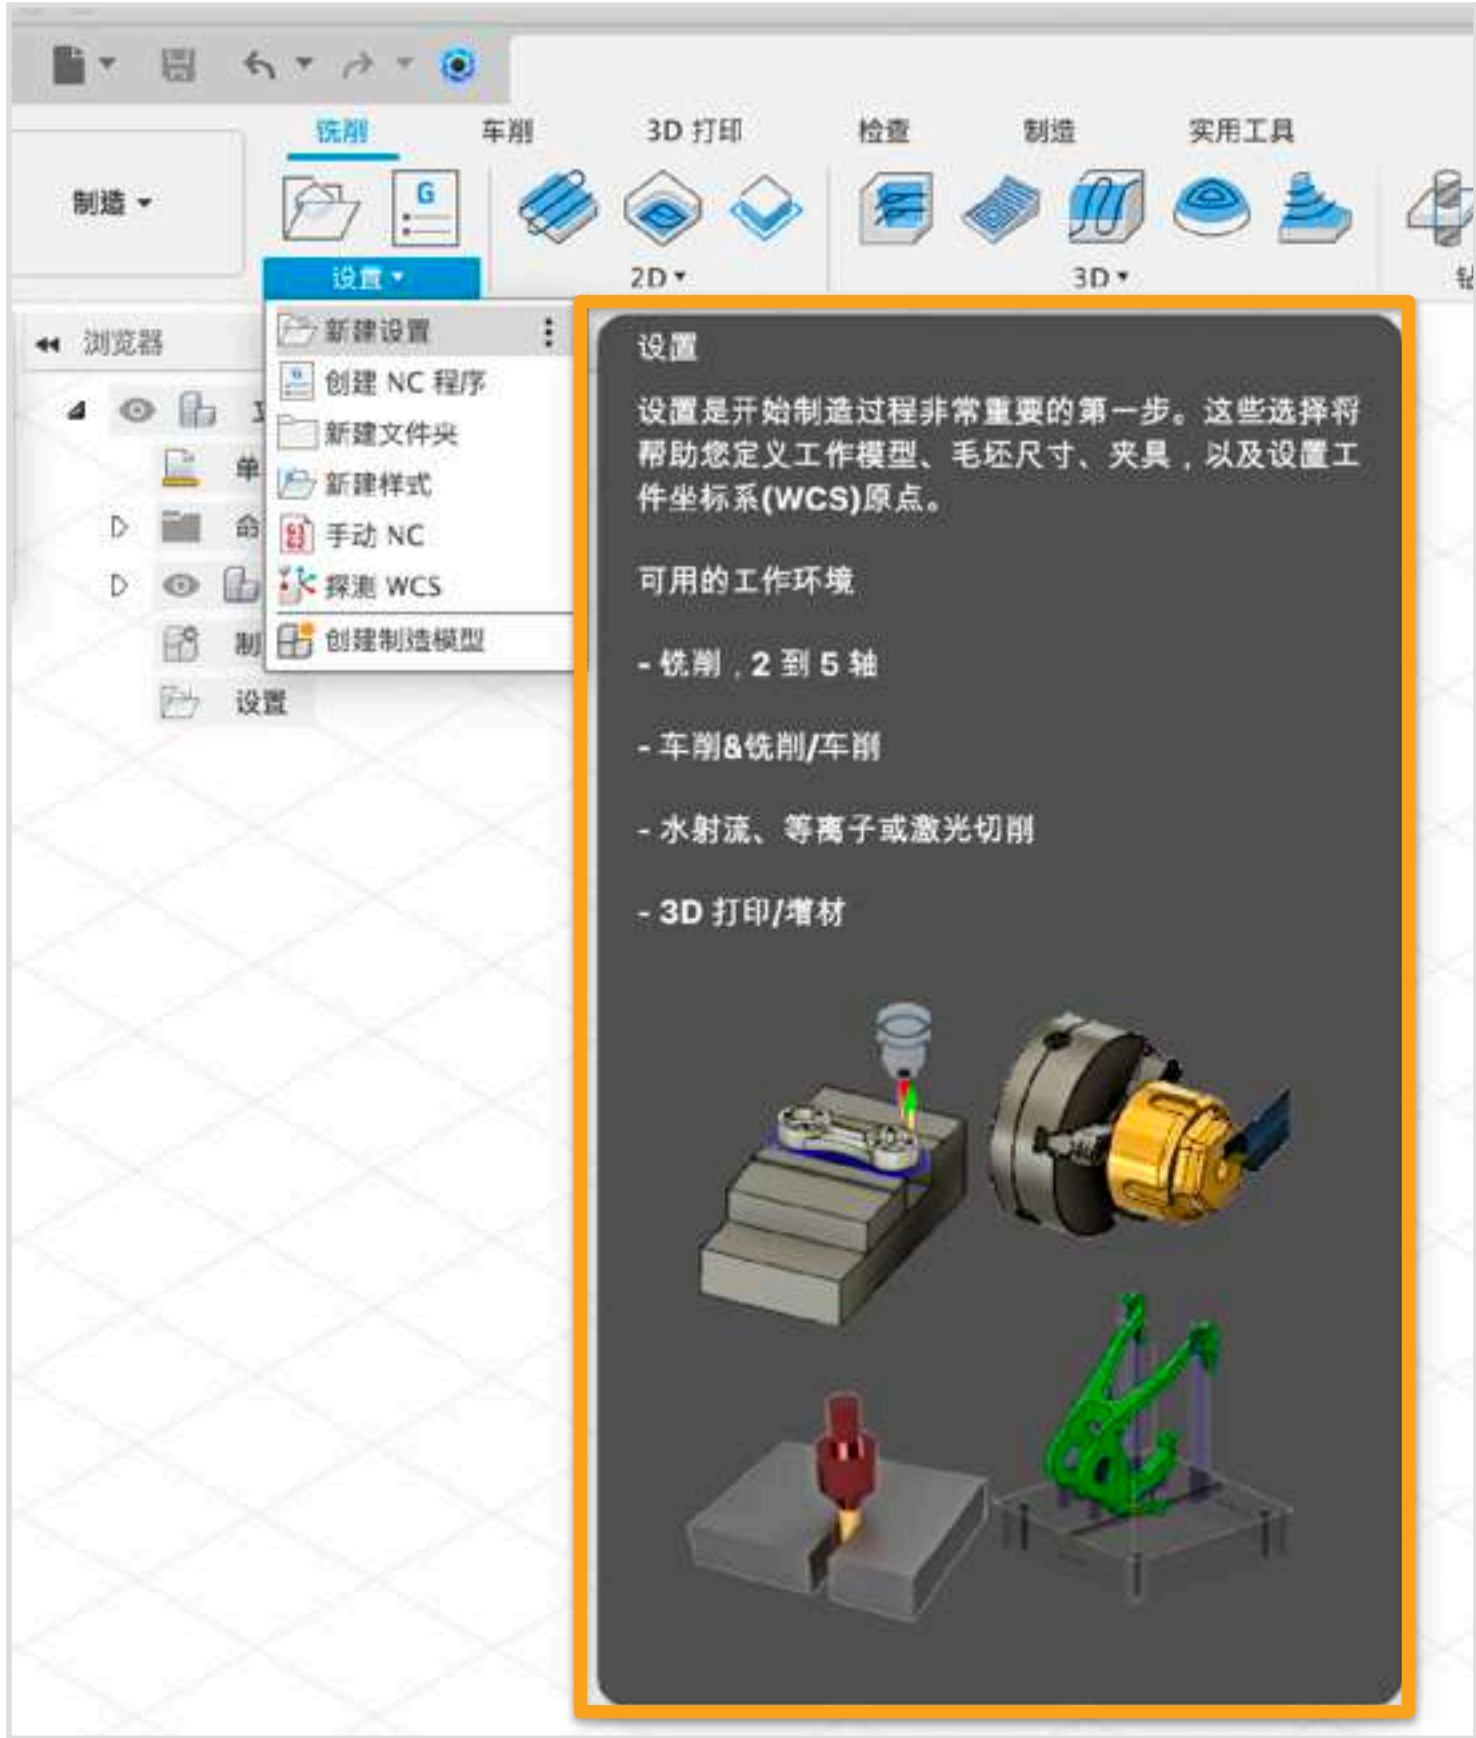 铣削
车削
3D 打印
检查
制造
实用工具
制造
G
设置
2D
3D
浏览器
新建设置
创建 NC 程序
新建文件夹
新建样式
手动 NC
探测 WCS
创建制造模型
单
命
制
设置
设置
设置是开始制造过程非常重要的第一步。这些选择将
帮助您定义工作模型、毛坯尺寸、夹具，以及设置工
件坐标系(WCS)原点。
可用的工作环境
- 铣削，2 到 5 轴
- 车削&铣削/车削
- 水射流、等离子或激光切削
- 3D 打印/增材